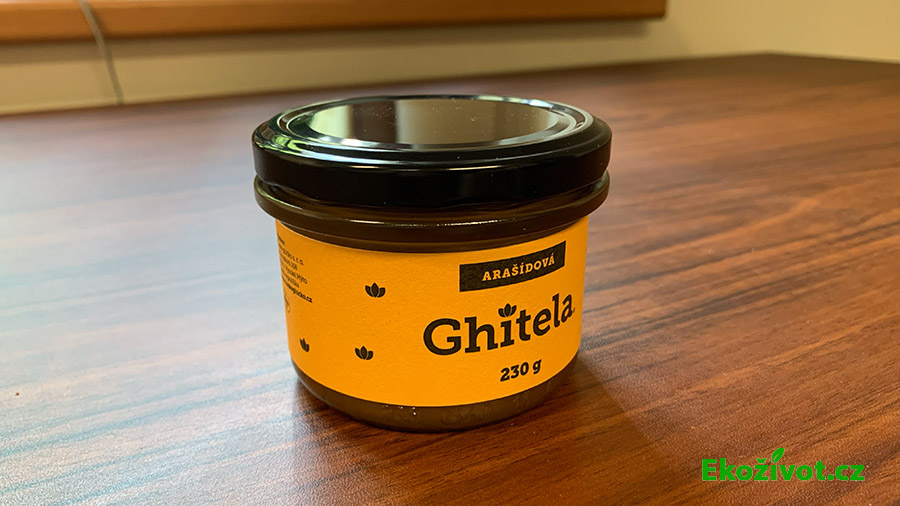 ARAŠÍDOVÁ
Ghitela
230 g
Ekoživot.cz